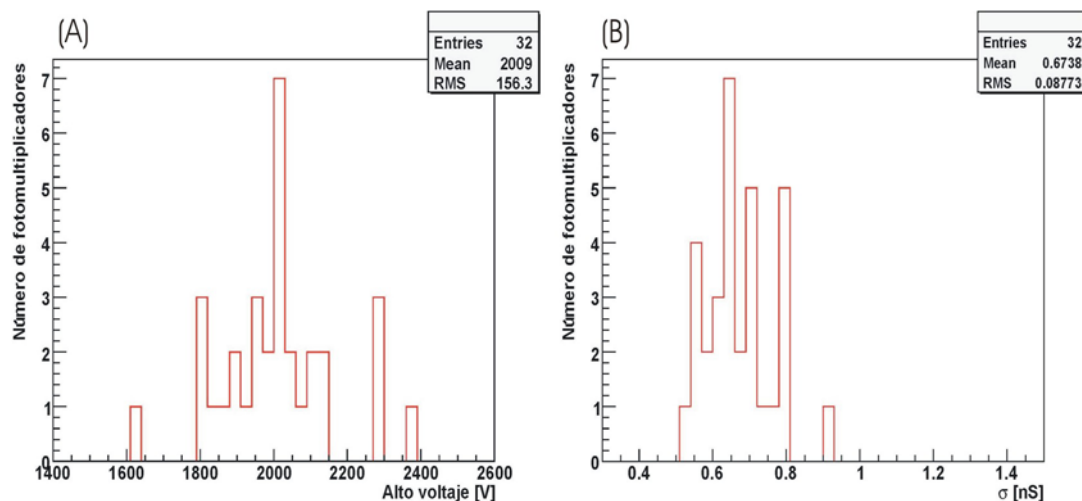 (A)
Entries 32
Mean 2009
RMS 156.3
Número de fotomultiplicadores
7
6
5
4
3
2
1
0
1400 1600 1800 2000 2200 2400 2600
Alto voltaje [V]
(B)
Entries 32
Mean 0.6738
RMS 0.08773
Número de fotomultiplicadores
7
6
5
4
3
2
1
0
0.4 0.6 0.8 1 1.2 1.4
σ [nS]